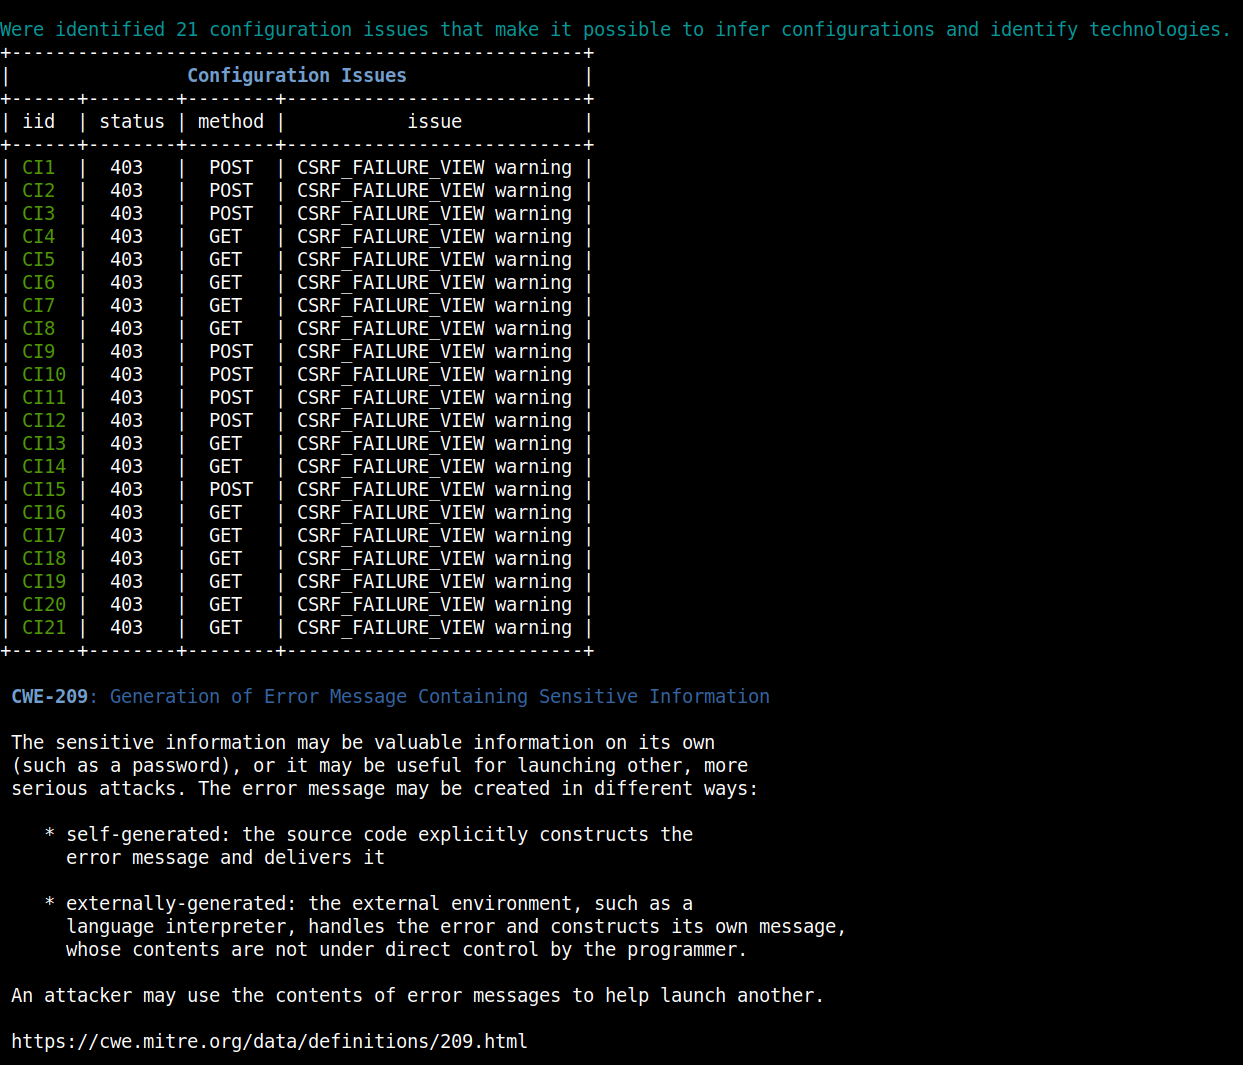 Were identified 21 configuration issues that make it possible to infer configurations and identify technologies.
+----------------------------------------------------+
|                Configuration Issues                |
+------+--------+--------+---------------------------+
| iid  | status | method |           issue           |
+------+--------+--------+---------------------------+
| CI1  |  403   |  POST  | CSRF_FAILURE_VIEW warning |
| CI2  |  403   |  POST  | CSRF_FAILURE_VIEW warning |
| CI3  |  403   |  POST  | CSRF_FAILURE_VIEW warning |
| CI4  |  403   |  GET   | CSRF_FAILURE_VIEW warning |
| CI5  |  403   |  GET   | CSRF_FAILURE_VIEW warning |
| CI6  |  403   |  GET   | CSRF_FAILURE_VIEW warning |
| CI7  |  403   |  GET   | CSRF_FAILURE_VIEW warning |
| CI8  |  403   |  GET   | CSRF_FAILURE_VIEW warning |
| CI9  |  403   |  POST  | CSRF_FAILURE_VIEW warning |
| CI10 |  403   |  POST  | CSRF_FAILURE_VIEW warning |
| CI11 |  403   |  POST  | CSRF_FAILURE_VIEW warning |
| CI12 |  403   |  POST  | CSRF_FAILURE_VIEW warning |
| CI13 |  403   |  GET   | CSRF_FAILURE_VIEW warning |
| CI14 |  403   |  GET   | CSRF_FAILURE_VIEW warning |
| CI15 |  403   |  POST  | CSRF_FAILURE_VIEW warning |
| CI16 |  403   |  GET   | CSRF_FAILURE_VIEW warning |
| CI17 |  403   |  GET   | CSRF_FAILURE_VIEW warning |
| CI18 |  403   |  GET   | CSRF_FAILURE_VIEW warning |
| CI19 |  403   |  GET   | CSRF_FAILURE_VIEW warning |
| CI20 |  403   |  GET   | CSRF_FAILURE_VIEW warning |
| CI21 |  403   |  GET   | CSRF_FAILURE_VIEW warning |
+------+--------+--------+---------------------------+
CWE-209: Generation of Error Message Containing Sensitive Information
The sensitive information may be valuable information on its own
(such as a password), or it may be useful for launching other, more
serious attacks. The error message may be created in different ways:
* self-generated: the source code explicitly constructs the
error message and delivers it
* externally-generated: the external environment, such as a
language interpreter, handles the error and constructs its own message,
whose contents are not under direct control by the programmer.
An attacker may use the contents of error messages to help launch another.
https://cwe.mitre.org/data/definitions/209.html